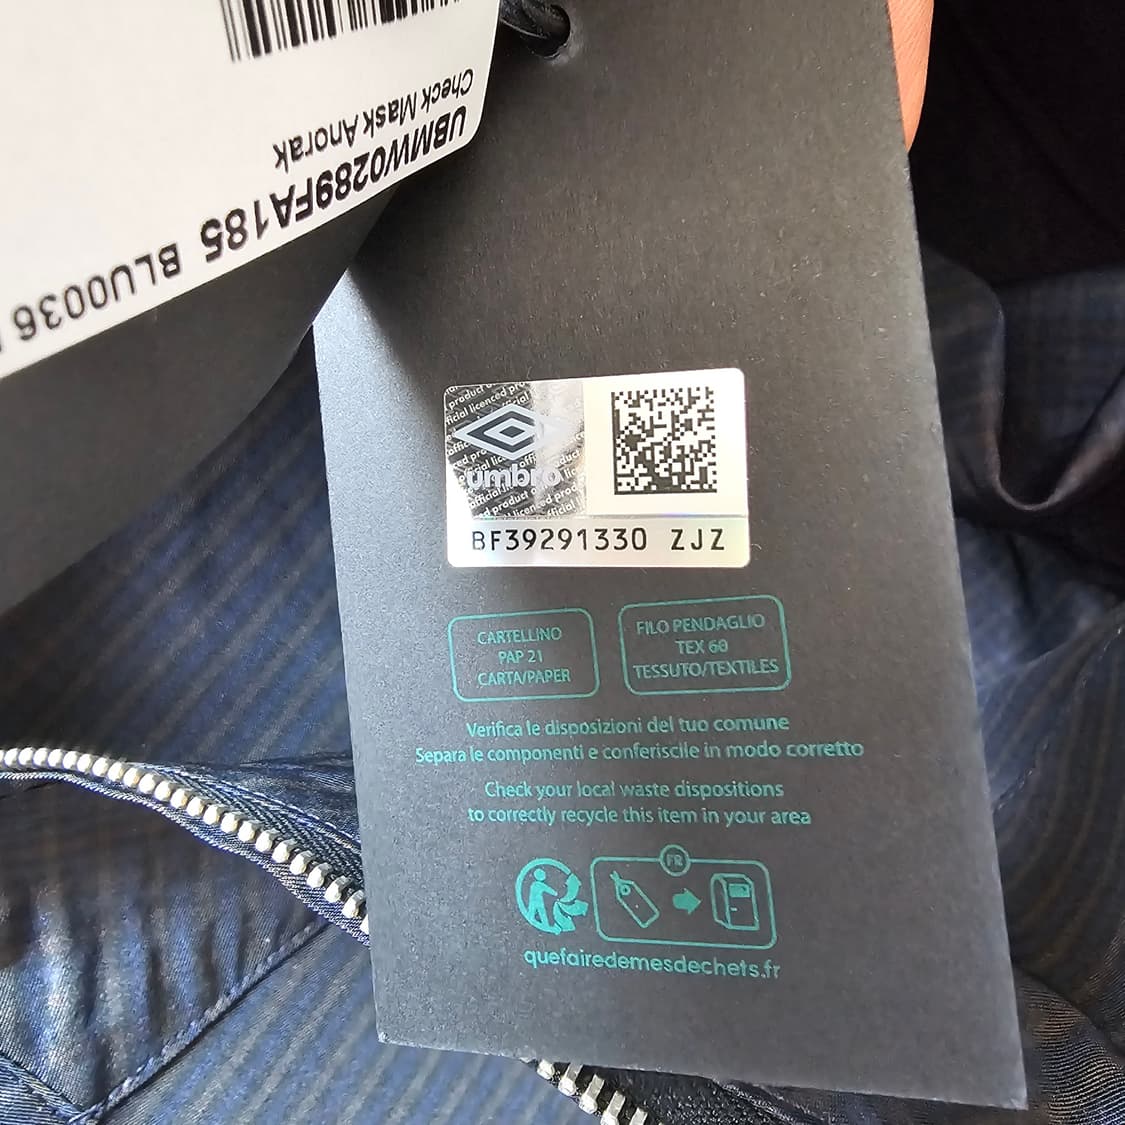 Check Mask Anorak
UBMW0289FA185 BLU0036
umbro
BF39291330 ZJZ
CARTELLINO
PAP 21
CARTA/PAPER
FILO PENDAGLIO
TEX 60
TESSUTO/TEXTILES
Verifica le disposizioni del tuo comune
Separa le componenti e conferiscile in modo corretto
Check your local waste dispositions
to correctly recycle this item in your area
FR
quefairedemesdechets.fr